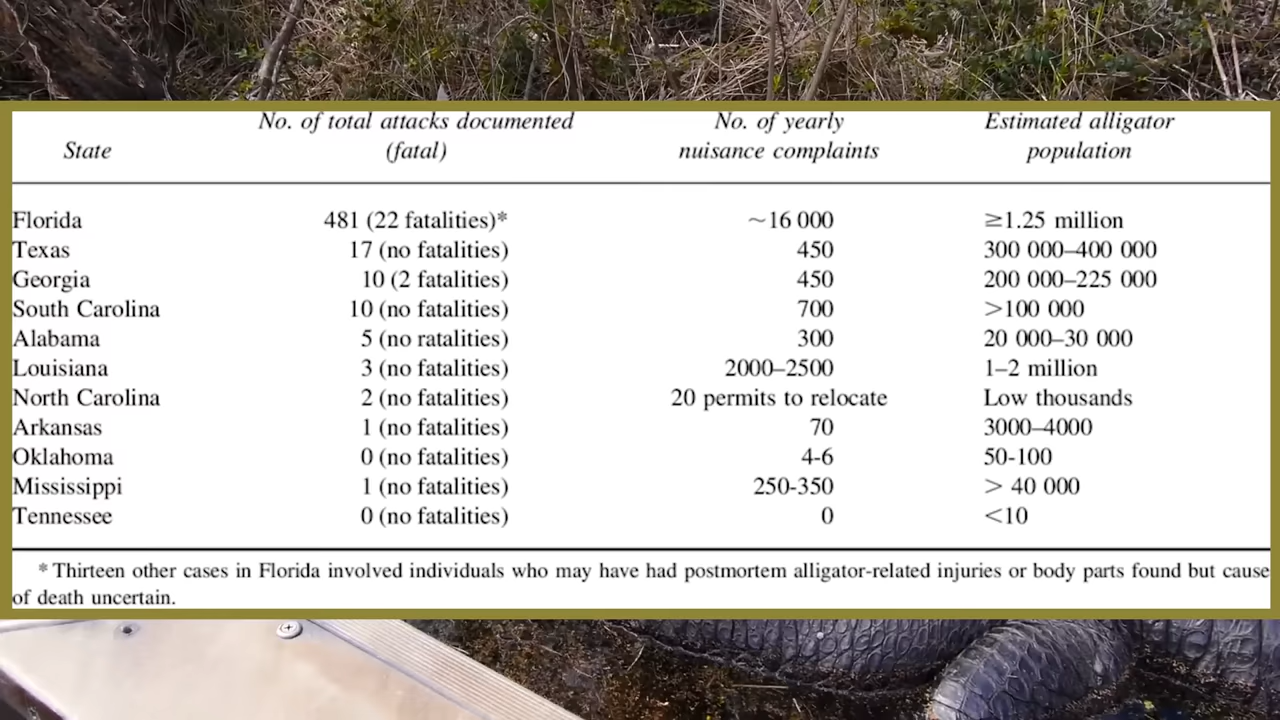 No. of total attacks documented No. of yearly Estimated alligator
State (fatal) nuisance complaints population
Florida 481 (22 fatalities)* ~16 000 ≥1.25 million
Texas 17 (no fatalities) 450 300 000–400 000
Georgia 10 (2 fatalities) 450 200 000–225 000
South Carolina 10 (no fatalities) 700 >100 000
Alabama 5 (no ratalities) 300 20 000–30 000
Louisiana 3 (no fatalities) 2000–2500 1–2 million
North Carolina 2 (no fatalities) 20 permits to relocate Low thousands
Arkansas 1 (no fatalities) 70 3000–4000
Oklahoma 0 (no fatalities) 4-6 50-100
Mississippi 1 (no fatalities) 250-350 > 40 000
Tennessee 0 (no fatalities) 0 <10
* Thirteen other cases in Florida involved individuals who may have had postmortem alligator-related injuries or body parts found but cause
of death uncertain.